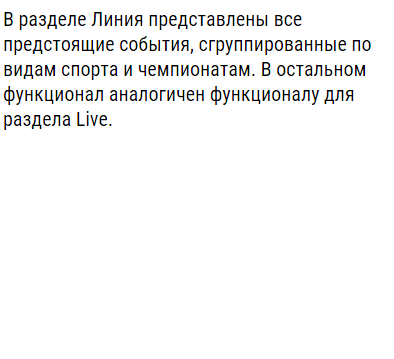 В разделе Линия представлены все
предстоящие события, сгруппированные по
видам спорта и чемпионатам. В остальном
функционал аналогичен функционалу для
раздела Live.